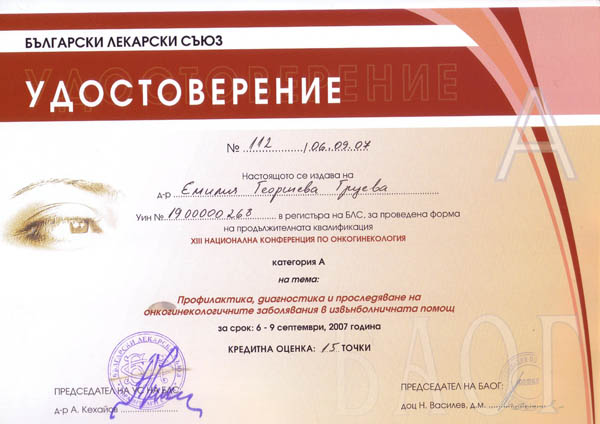 БЪЛГАРСКИ ЛЕКАРСКИ СЪЮЗ
УДОСТОВЕРЕНИЕ
А
№ 112 /06.09.07
Настоящото се издава на
д-р Емилия Георгиева Груева
Уин № 1900000268 в регистъра на БЛС, за проведена форма
на продължителната квалификация
XIII НАЦИОНАЛНА КОНФЕРЕНЦИЯ ПО ОНКОГИНЕКОЛОГИЯ
категория А
на тема:
Профилактика, диагностика и проследяване на
онкогинекологичните заболявания в извънболничната помощ
за срок: 6 - 9 септември, 2007 година
КРЕДИТНА ОЦЕНКА: 15 ТОЧКИ
БАОГ
ПРЕДСЕДАТЕЛ НА УС НА БЛС
д-р А. Кехайов
ПРЕДСЕДАТЕЛ НА БАОГ:
доц Н. Василев, д.м.